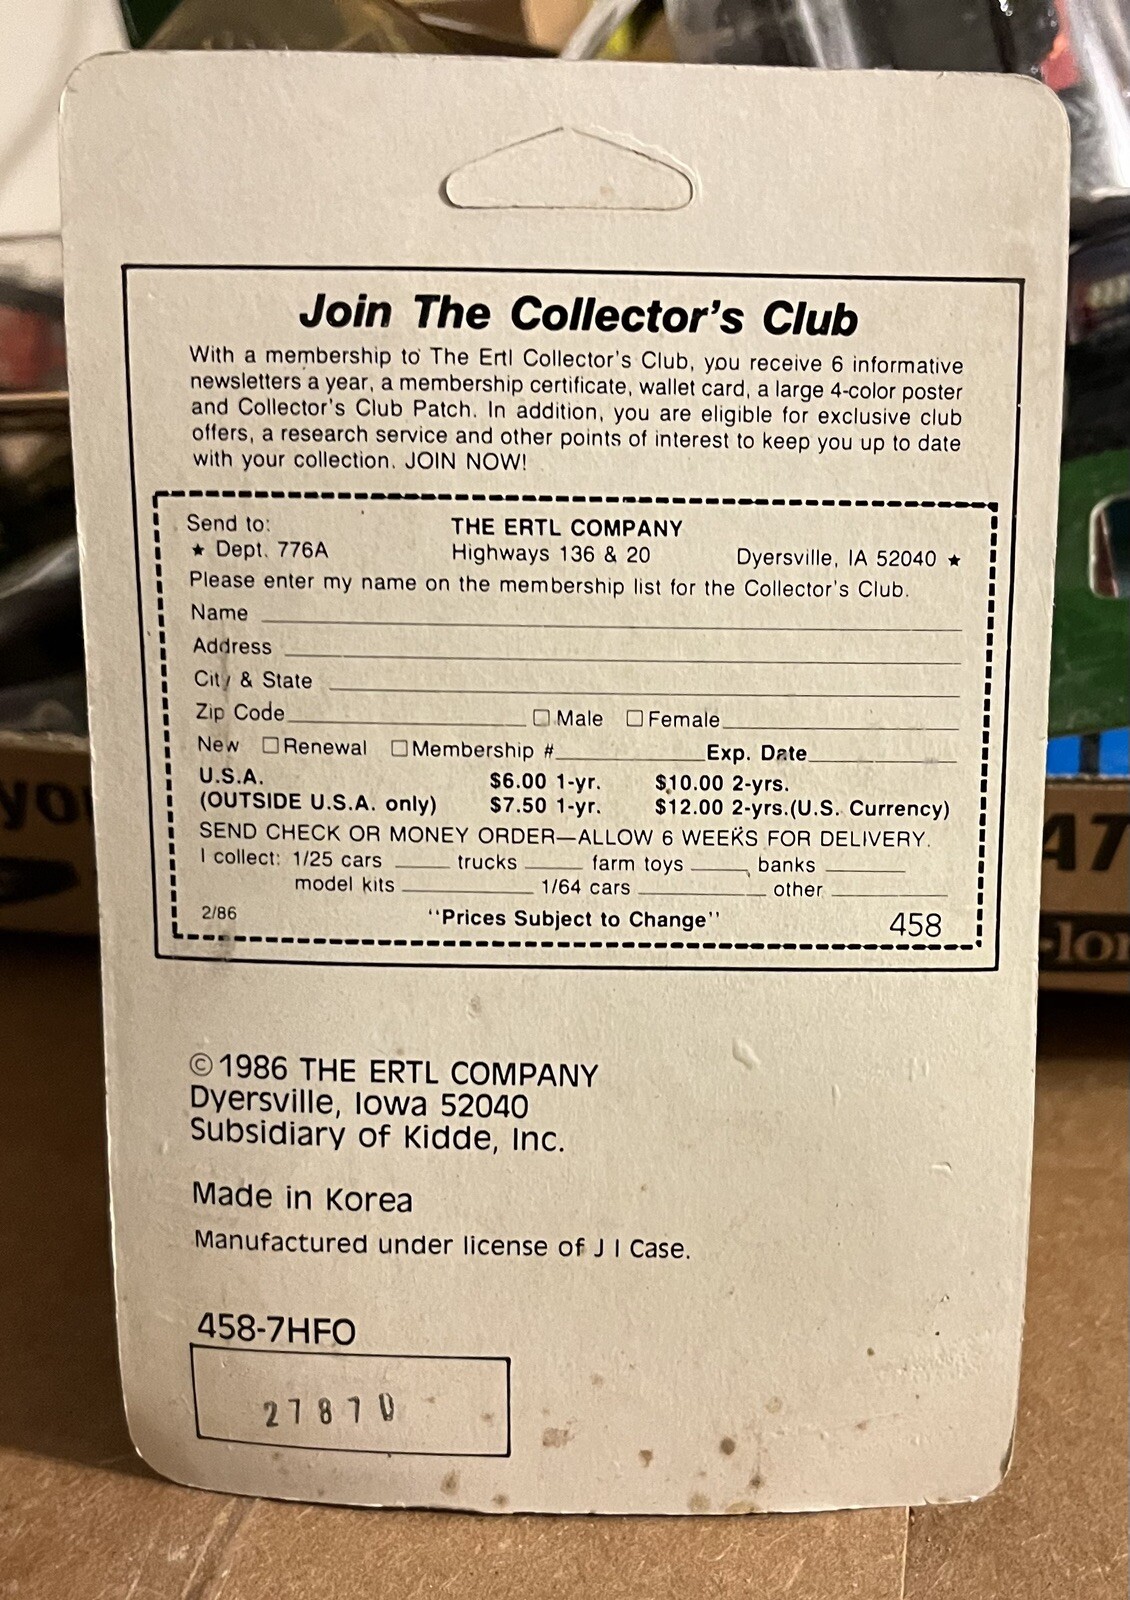 Join The Collector's Club
With a membership to The Ertl Collector's Club, you receive 6 informative
newsletters a year, a membership certificate, wallet card, a large 4-color poster
and Collector's Club Patch. In addition, you are eligible for exclusive club
offers, a research service and other points of interest to keep you up to date
with your collection. JOIN NOW!
Send to: THE ERTL COMPANY
★ Dept. 776A Highways 136 & 20 Dyersville, IA 52040 ★
Please enter my name on the membership list for the Collector's Club.
Name
Address
City & State
Zip Code □ Male □ Female
New □ Renewal □ Membership # Exp. Date
U.S.A. $6.00 1-yr. $10.00 2-yrs.
(OUTSIDE U.S.A. only) $7.50 1-yr. $12.00 2-yrs.(U.S. Currency)
SEND CHECK OR MONEY ORDER—ALLOW 6 WEEKS FOR DELIVERY.
I collect: 1/25 cars trucks farm toys banks
model kits 1/64 cars other
2/86 "Prices Subject to Change" 458
©1986 THE ERTL COMPANY
Dyersville, Iowa 52040
Subsidiary of Kidde, Inc.
Made in Korea
Manufactured under license of J I Case.
458-7HFO